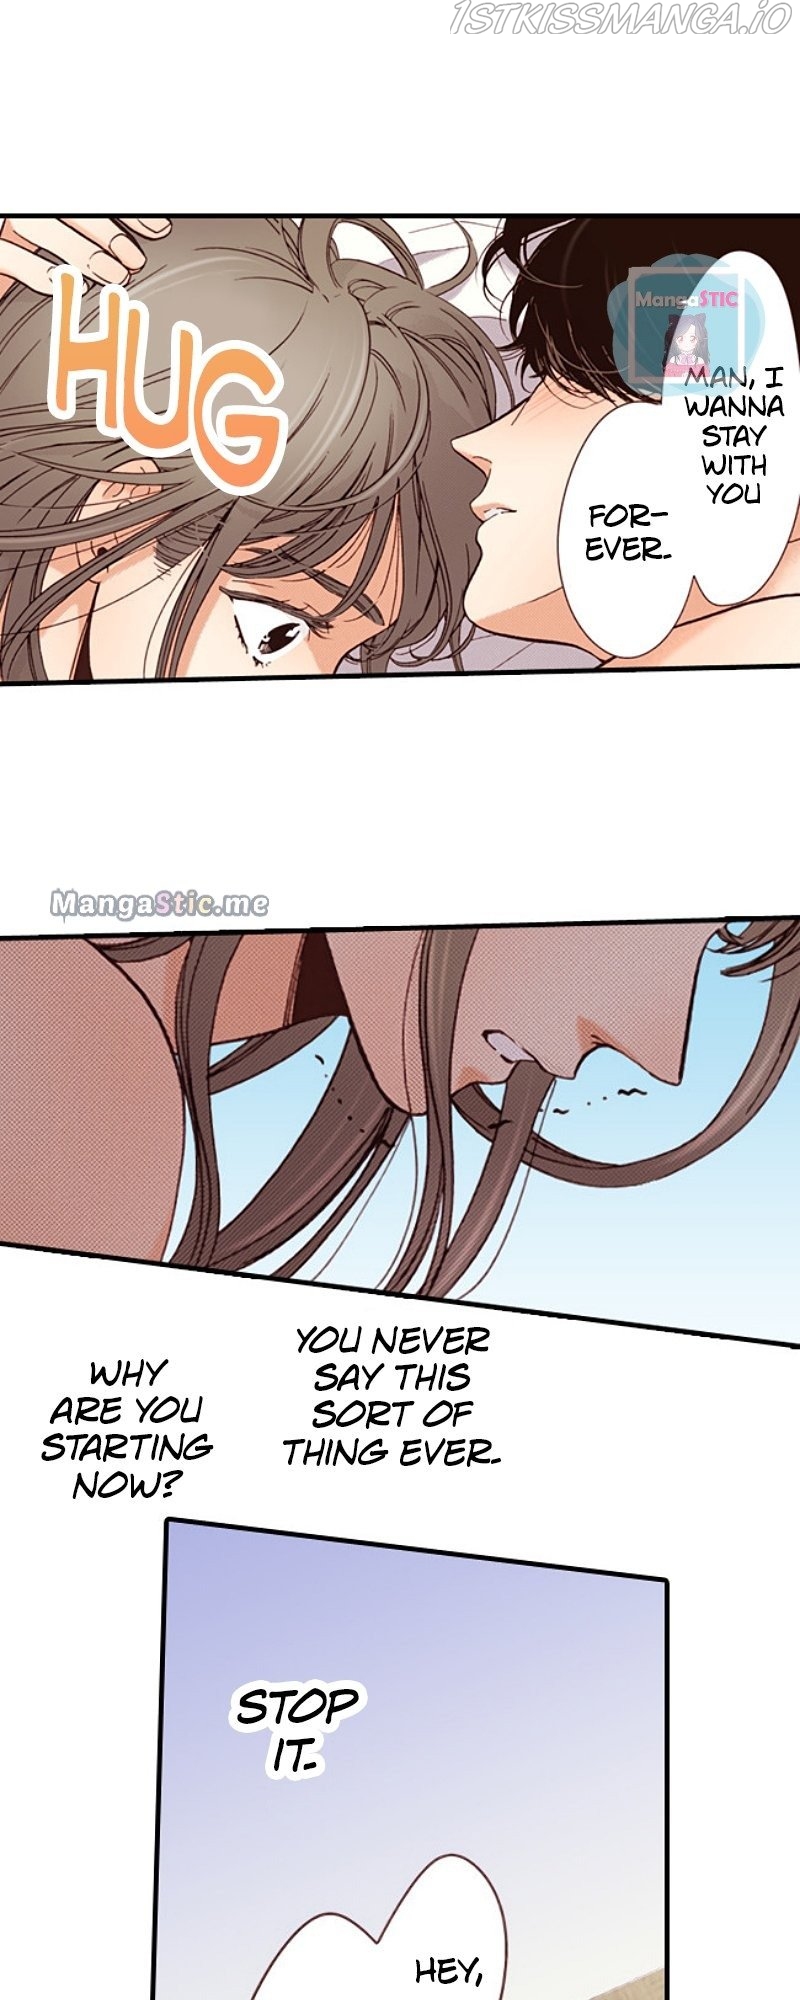 1STKISSMANGA.IO
HUG
MangaSTIC
MAN, I
WANNA
STAY
WITH
YOU
FOR-
EVER.
MangaStic.me
YOU NEVER
SAY THIS
SORT OF
THING EVER.
WHY
ARE YOU
STARTING
NOW?
STOP
IT.
HEY,